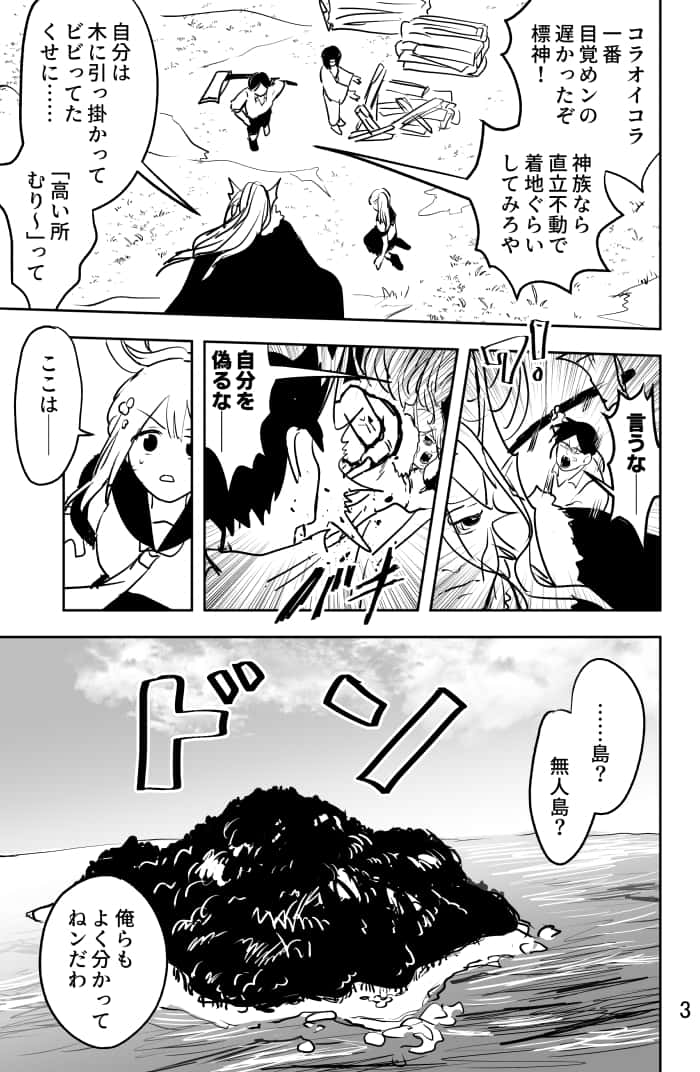 コラオイコラ
一番
目覚めンの
遅かったぞ
標神！
神族なら
直立不動で
着地ぐらい
してみろや
自分は
木に引っ掛かって
ビビってた
くせに……
「高い所
むり～」って
言うな──
自分を
偽るな──
バキ
ここは──
……島？
無人島？
ドン
俺らも
よく分かって
ねンだわ
3